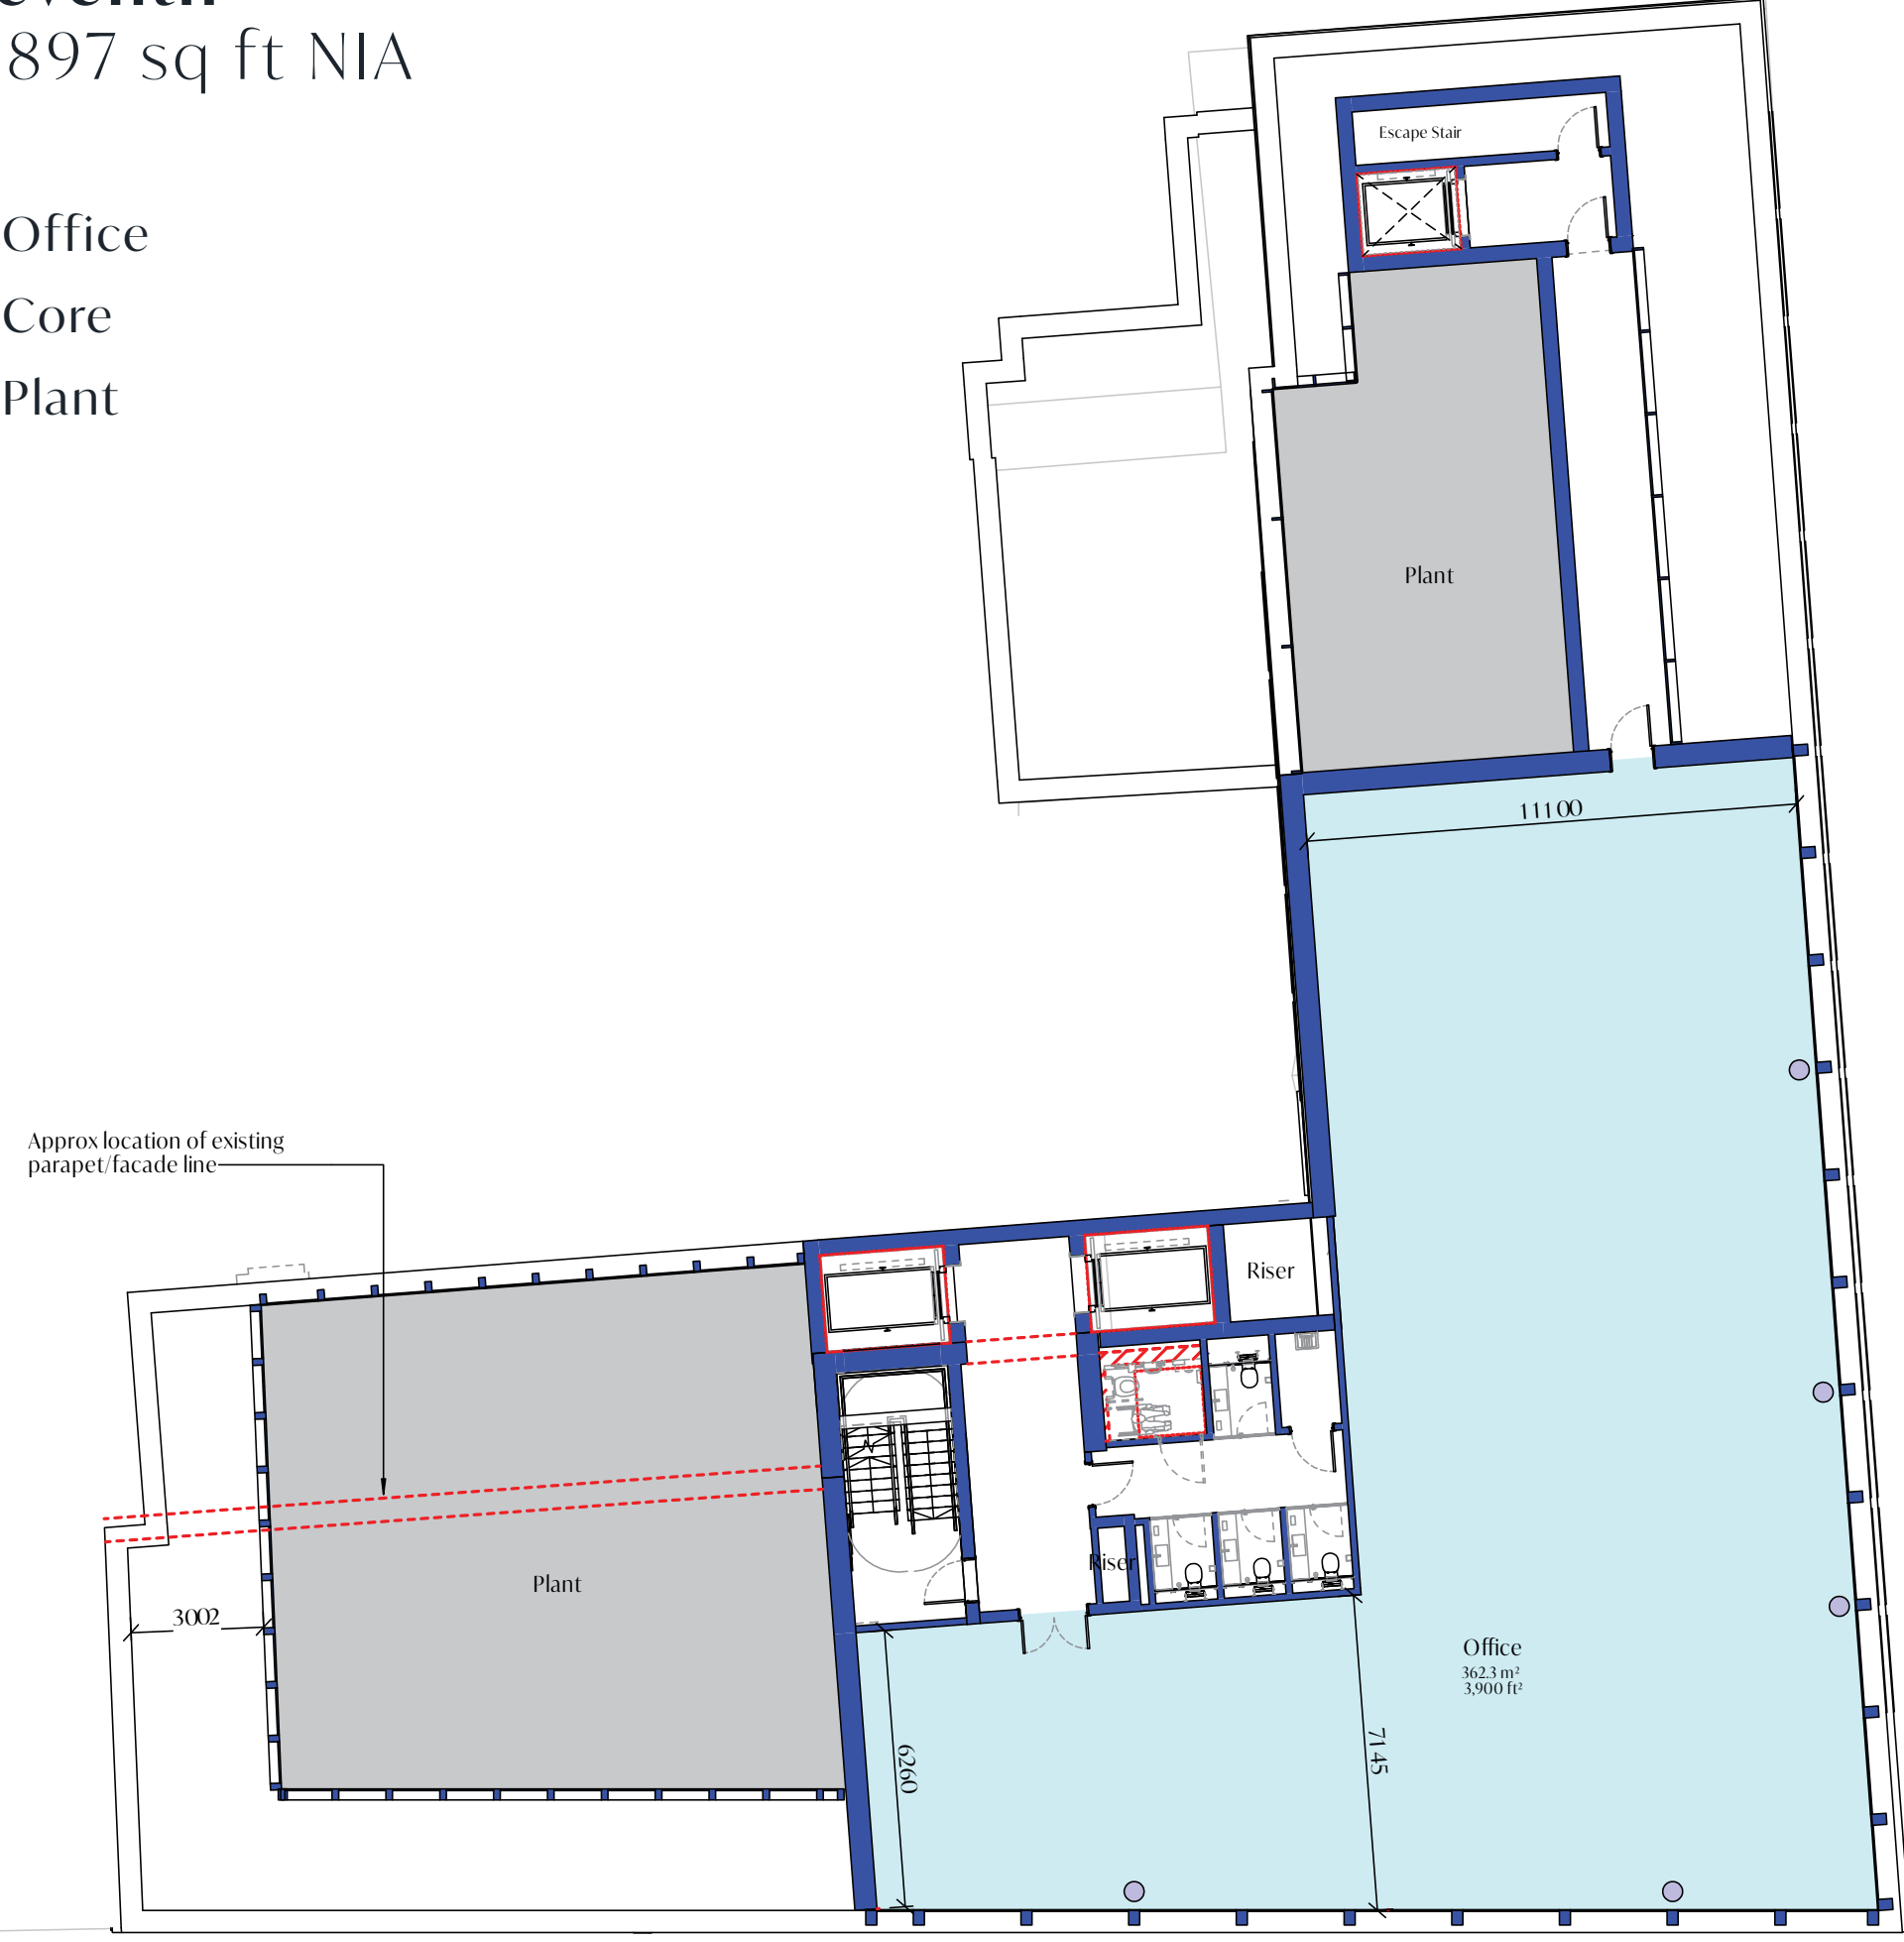 897 sq ft NIA
Office
Core
Plant
Escape Stair
Plant
11100
Approx location of existing
parapet/facade line
Riser
Riser
Plant
3002
Office
362.3 m²
3,900 ft²
6260
7145